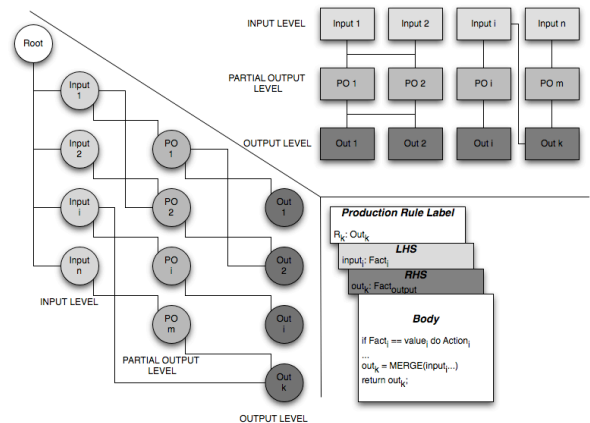 Root
Input
1
Input
2
Input
i
Input
n
INPUT LEVEL
PO
1
PO
2
PO
i
PO
m
PARTIAL OUTPUT
LEVEL
Out
1
Out
2
Out
i
Out
k
OUTPUT LEVEL
INPUT LEVEL
Input 1 Input 2 Input i Input n
PARTIAL OUTPUT
LEVEL
PO 1 PO 2 PO i PO m
OUTPUT LEVEL
Out 1 Out 2 Out i Out k
Production Rule Label
Rk: Outk
LHS
inputi: Facti
RHS
outk: Factoutput
Body
if Facti == valuei do Actioni
...
outk = MERGE(inputi...)
return outk;